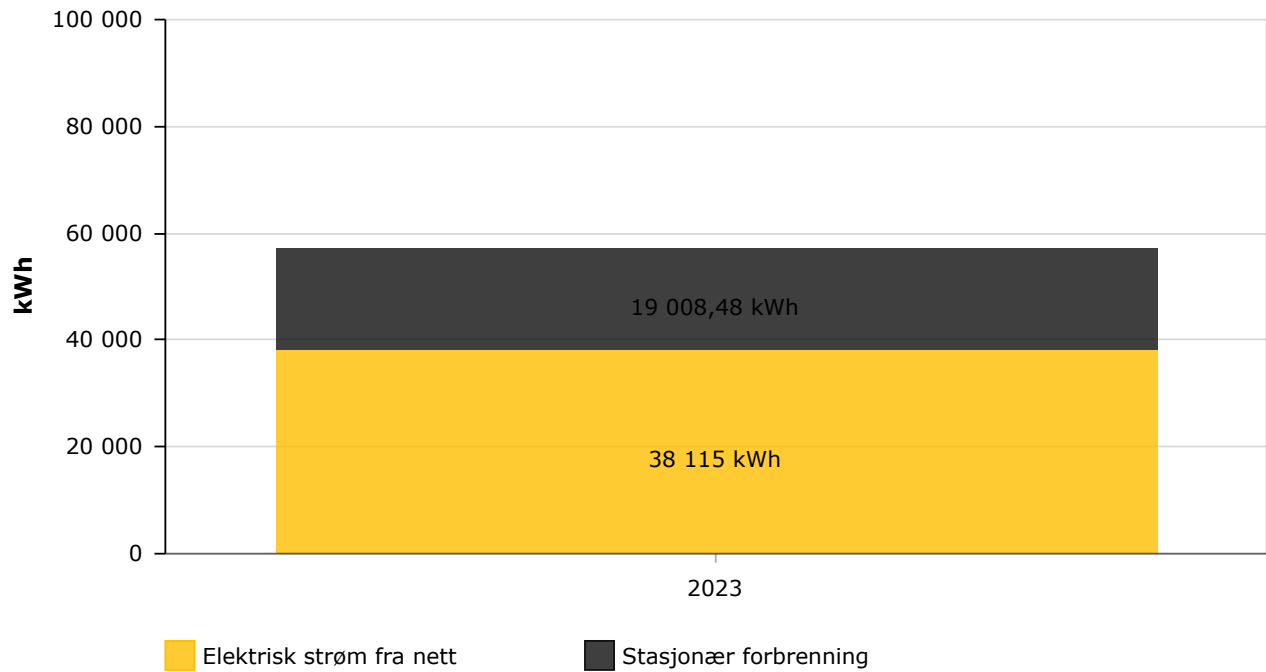 100 000
80 000
60 000
40 000
20 000
0
kWh
19 008,48 kWh
38 115 kWh
2023
Elektrisk strøm fra nett
Stasjonær forbrenning